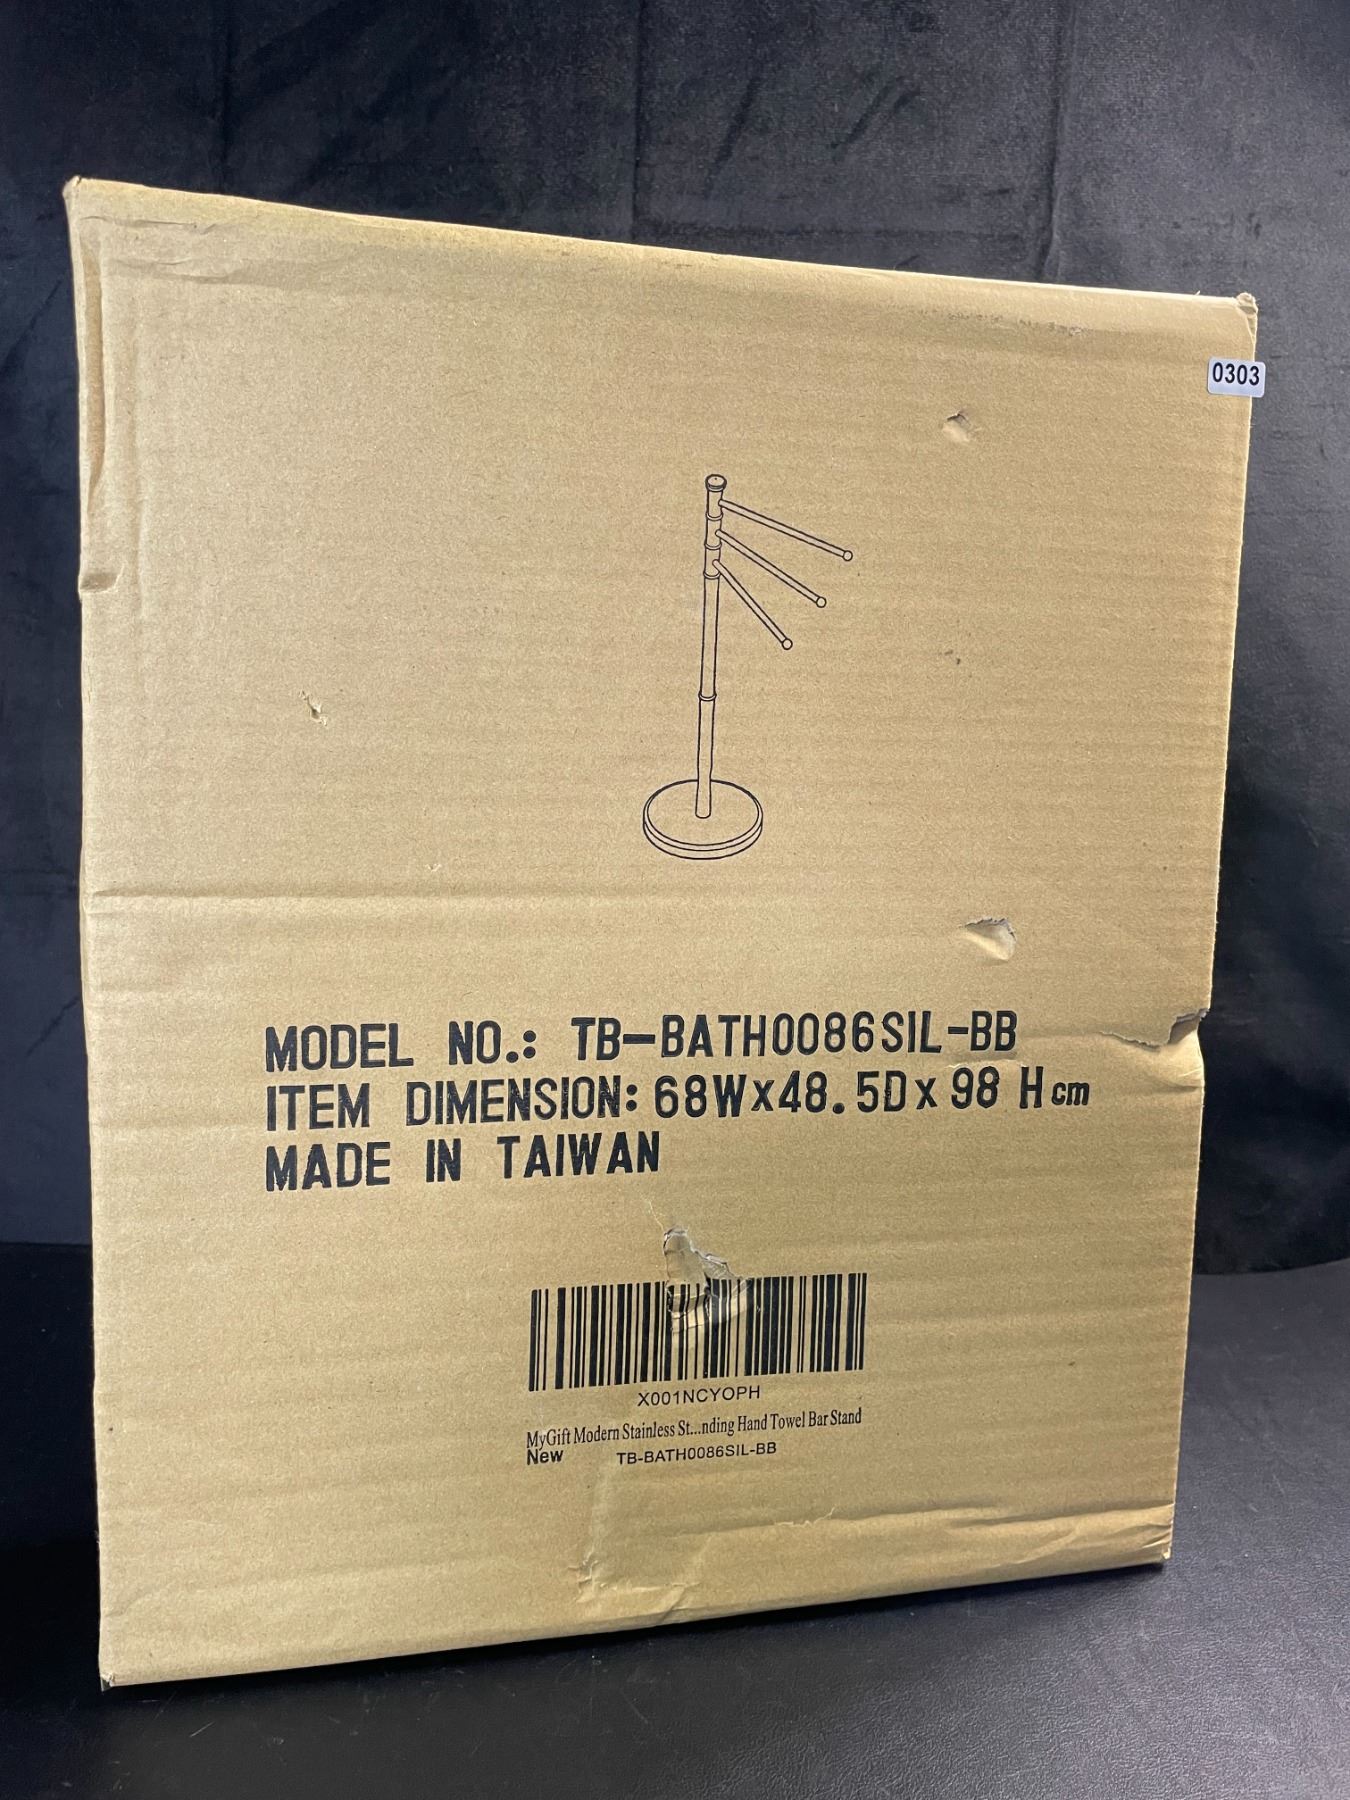 0303
MODEL NO.: TB-BATH0086SIL-BB
ITEM DIMENSION: 68Wx48.5Dx98 Hcm
MADE IN TAIWAN
X001NCYOPH
MyGift Modern Stainless St...nding Hand Towel Bar Stand
New TB-BATH0086SIL-BB